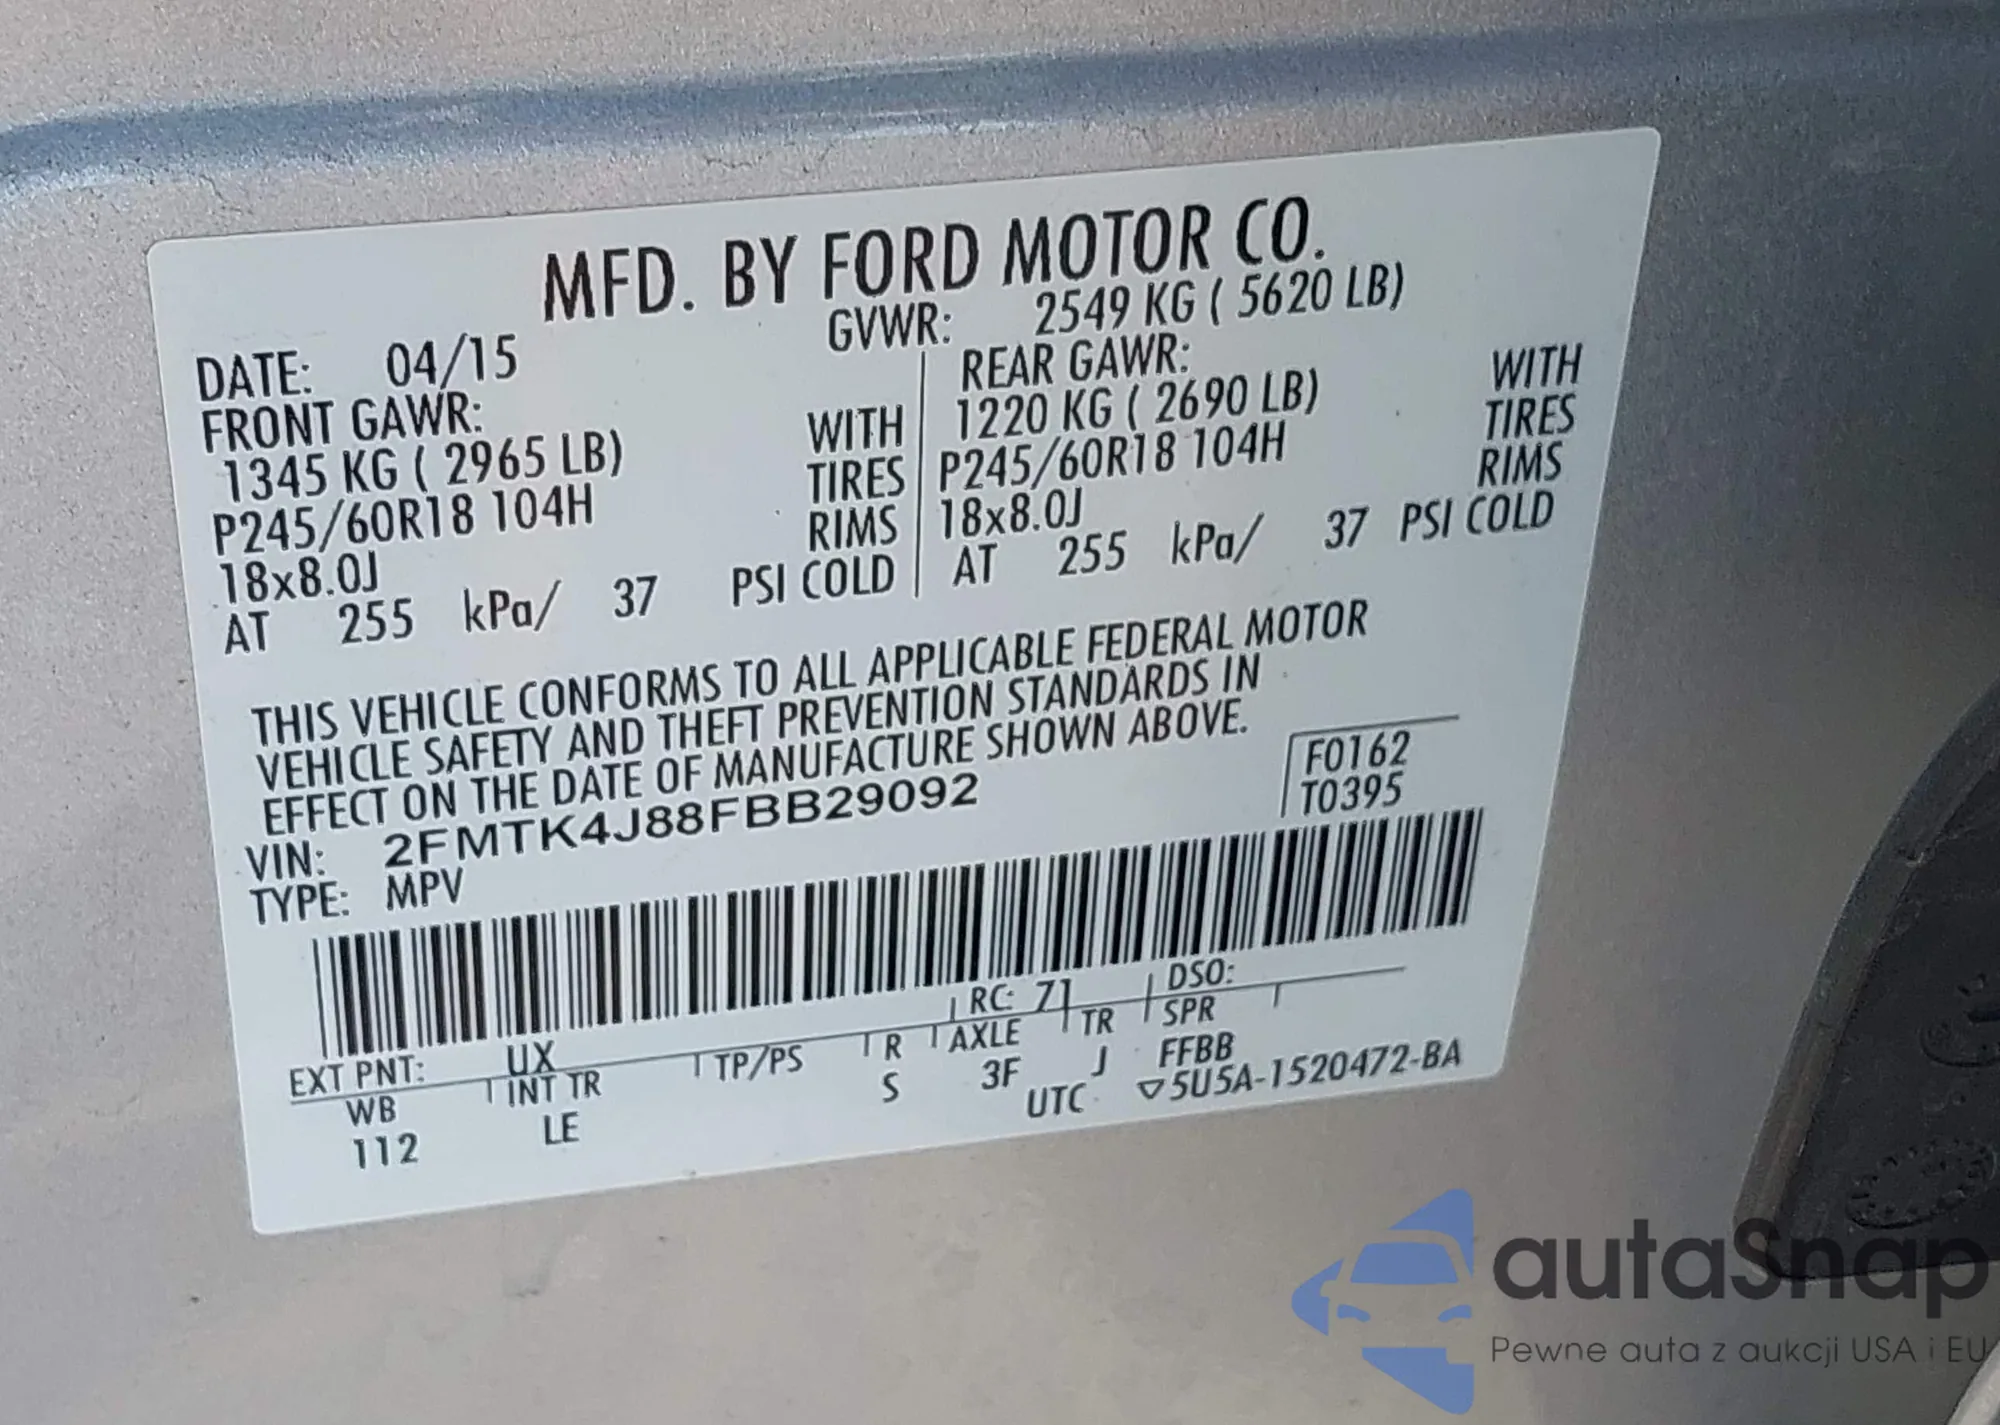 MFD. BY FORD MOTOR CO.
DATE: 04/15
GVWR: 2549 KG ( 5620 LB)
FRONT GAWR:
1345 KG ( 2965 LB) WITH
P245/60R18 104H TIRES
18x8.0J RIMS
AT 255 kPa/ 37 PSI COLD
REAR GAWR:
1220 KG ( 2690 LB) WITH
P245/60R18 104H TIRES
18x8.0J RIMS
AT 255 kPa/ 37 PSI COLD
THIS VEHICLE CONFORMS TO ALL APPLICABLE FEDERAL MOTOR
VEHICLE SAFETY AND THEFT PREVENTION STANDARDS IN
EFFECT ON THE DATE OF MANUFACTURE SHOWN ABOVE.
F0162
T0395
VIN: 2FMTK4J88FBB29092
TYPE: MPV
RC: 71 DSO:
EXT PNT: UX
WB INT TR TP/PS R AXLE TR SPR
112 LE S 3F J FFBB
UTC ▽5U5A-1520472-BA
autaSnap
Pewne auta z aukcji USA i EU